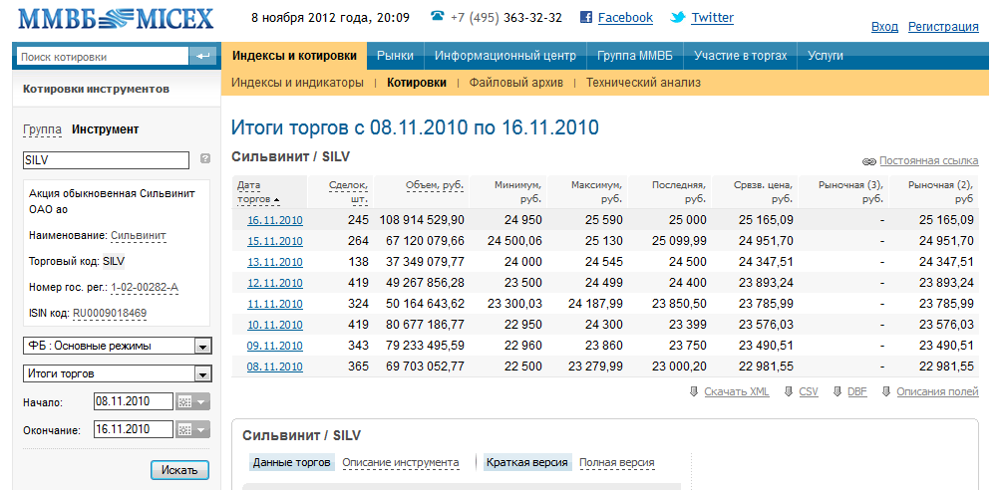 ММВБ MICEX
8 ноября 2012 года, 20:09
+7 (495) 363-32-32
Facebook
Twitter
Вход Регистрация
Поиск котировки
Индексы и котировки Рынки Информационный центр Группа ММВБ Участие в торгах Услуги
Индексы и индикаторы | Котировки | Файловый архив | Технический анализ
Котировки инструментов
Группа Инструмент
SILV ?
Акция обыкновенная Сильвинит
ОАО ао
Наименование: Сильвинит
Торговый код: SILV
Номер гос. рег.: 1-02-00282-А
ISIN код: RU0009018469
ФБ : Основные режимы
Итоги торгов
Начало: 08.11.2010
Окончание: 16.11.2010
Искать
Итоги торгов с 08.11.2010 по 16.11.2010
Сильвинит / SILV
Постоянная ссылка
Дата торгов Сделок, шт. Объем, руб. Минимум, руб. Максимум, руб. Последняя, руб. Срвзв. цена, руб. Рыночная (3), руб. Рыночная (2), руб
16.11.2010 245 108 914 529,90 24 950 25 590 25 000 25 165,09 - 25 165,09
15.11.2010 264 67 120 079,66 24 500,06 25 130 25 099,99 24 951,70 - 24 951,70
13.11.2010 138 37 349 079,77 24 000 24 545 24 500 24 347,51 - 24 347,51
12.11.2010 419 49 267 856,28 23 500 24 499 24 400 23 893,24 - 23 893,24
11.11.2010 324 50 164 643,62 23 300,03 24 187,99 23 850,50 23 785,99 - 23 785,99
10.11.2010 419 80 677 186,77 22 950 24 300 23 399 23 576,03 - 23 576,03
09.11.2010 343 79 233 495,59 22 960 23 860 23 750 23 490,51 - 23 490,51
08.11.2010 365 69 703 052,77 22 500 23 279,99 23 000,20 22 981,55 - 22 981,55
Скачать XML CSV DBF Описания полей
Сильвинит / SILV
Данные торгов Описание инструмента | Краткая версия Полная версия